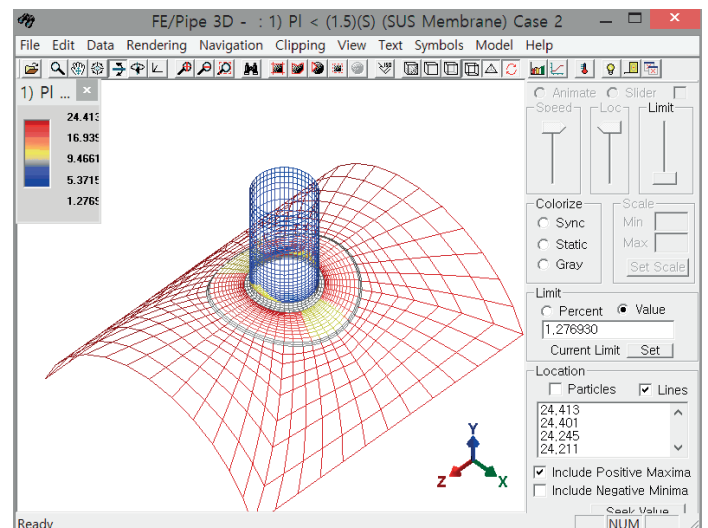 FE/Pipe 3D - : 1) Pl < (1.5)(S) (SUS Membrane) Case 2
File Edit Data Rendering Navigation Clipping View Text Symbols Model Help
1) Pl ...
24.413
16.939
9.4661
5.3715
1.2769
Animate Slider
Speed Loc Limit
Colorize
Sync
Static
Gray
Scale
Min
Max
Set Scale
Limit
Percent Value
1,276930
Current Limit Set
Location
Particles Lines
24,413
24,401
24,245
24,211
Include Positive Maxima
Include Negative Minima
Seek Value
Y
Z
X
Ready
NUM